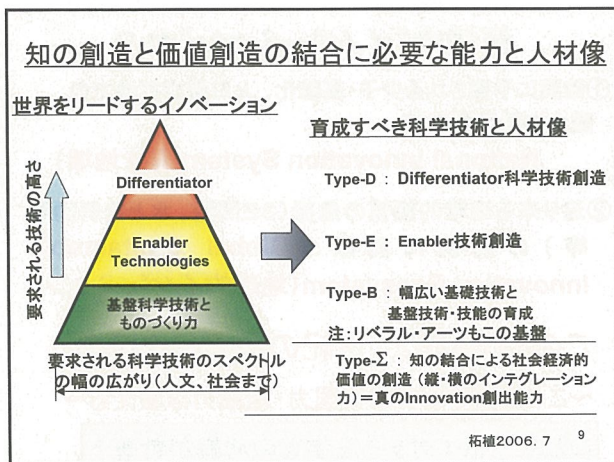 知の創造と価値創造の結合に必要な能力と人材像
世界をリードするイノベーション
要求される技術の高さ
Differentiator
Enabler
Technologies
基盤科学技術と
ものづくり力
要求される科学技術のスペクトル
の幅の広がり(人文、社会まで)
育成すべき科学技術と人材像
Type-D : Differentiator科学技術創造
Type-E : Enabler技術創造
Type-B : 幅広い基礎技術と
基盤技術・技能の育成
注:リベラル・アーツもこの基盤
Type-Σ : 知の結合による社会経済的
価値の創造 (縦・横のインテグレーション
力)=真のInnovation創出能力
柘植2006. 7
9